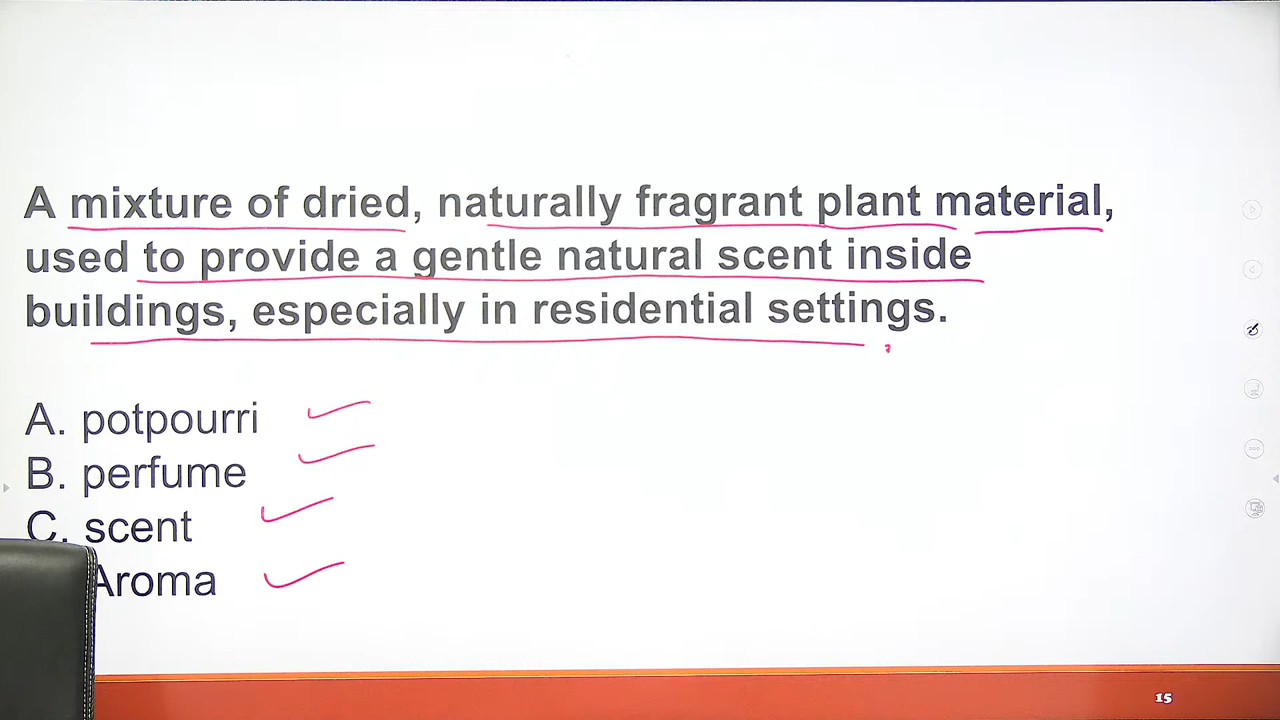 A mixture of dried, naturally fragrant plant material,
used to provide a gentle natural scent inside
buildings, especially in residential settings.
A. potpourri
B. perfume
C. scent
Aroma
15